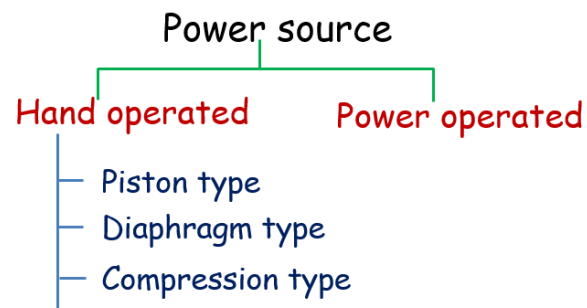 Power source
Hand operated
Power operated
Piston type
Diaphragm type
Compression type